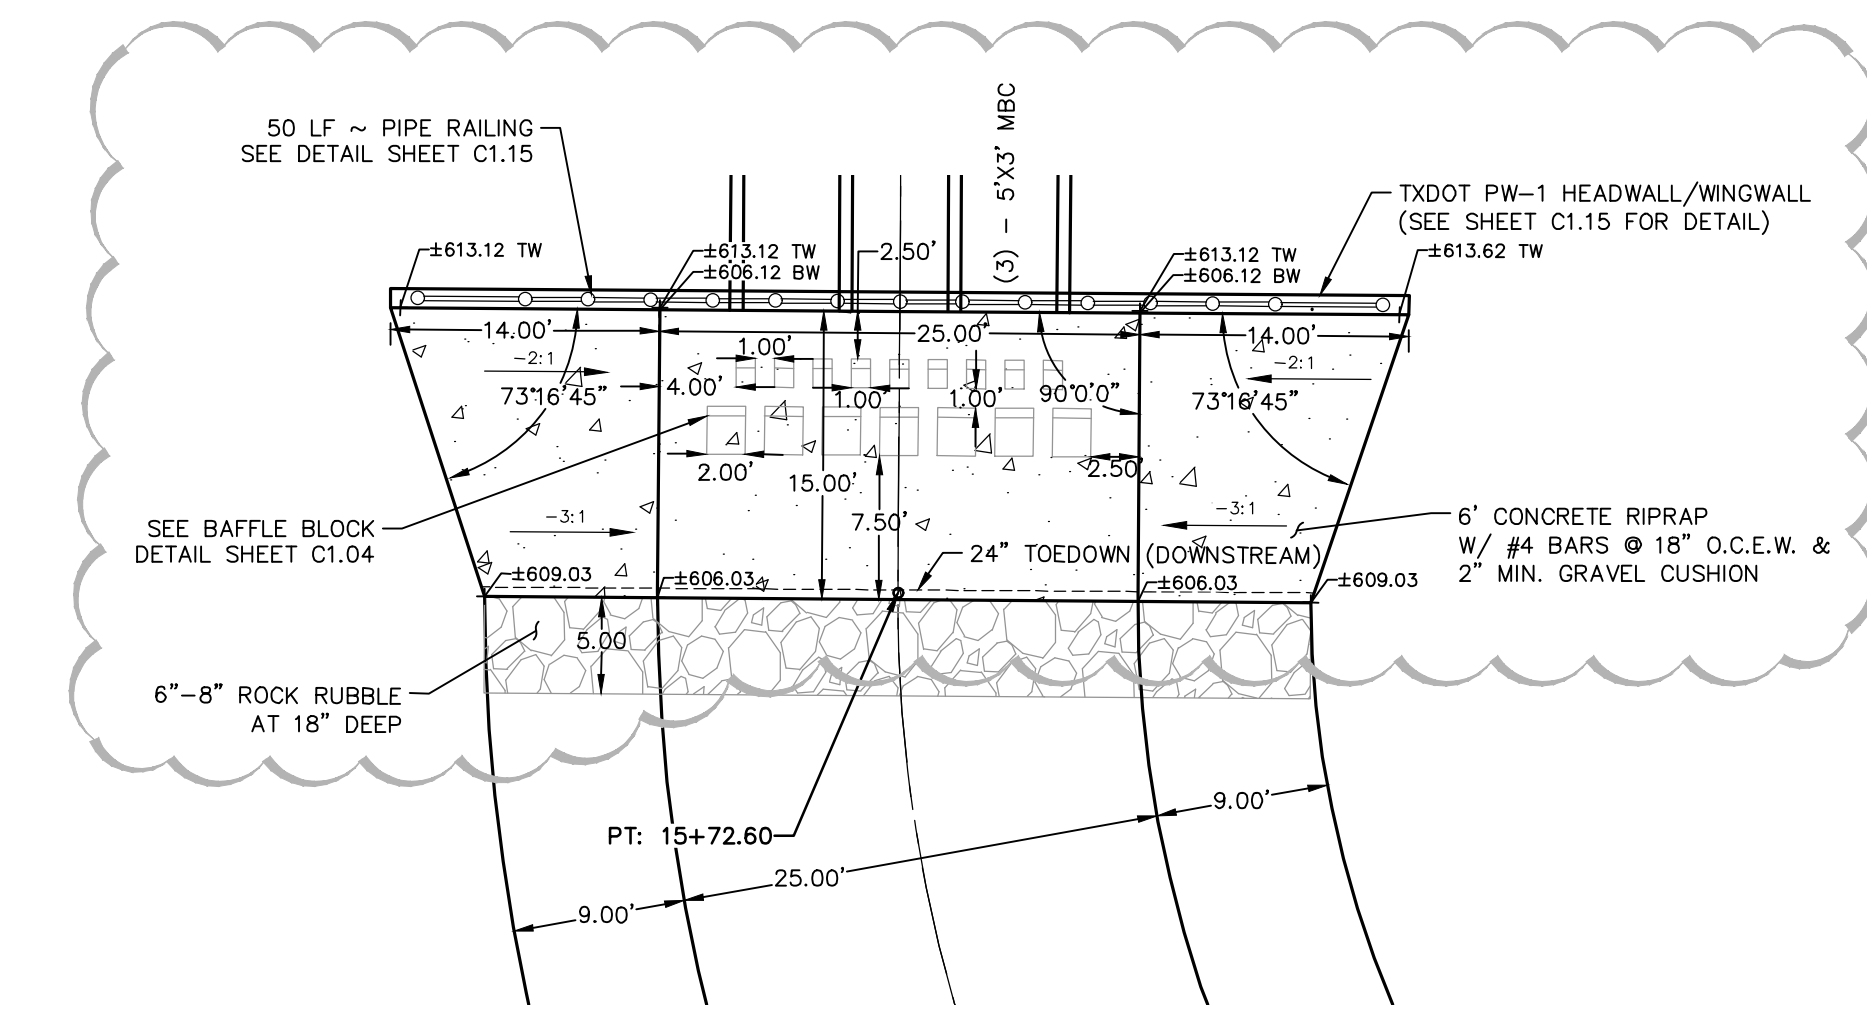 50 LF ~ PIPE RAILING
SEE DETAIL SHEET C1.15
(3) – 5'X3' MBC
TXDOT PW–1 HEADWALL/WINGWALL
(SEE SHEET C1.15 FOR DETAIL)
±613.12 TW
±613.12 TW
±606.12 BW
2.50'
±613.12 TW
±606.12 BW
±613.62 TW
14.00'
25.00'
14.00'
1.00'
–2:1
–2:1
4.00'
73°16'45"
1.00'
1.00'
90°0'0"
73°16'45"
2.00'
15.00'
2.50'
–3:1
7.50'
–3:1
SEE BAFFLE BLOCK
DETAIL SHEET C1.04
6' CONCRETE RIPRAP
W/ #4 BARS @ 18" O.C.E.W. &
2" MIN. GRAVEL CUSHION
24" TOEDOWN (DOWNSTREAM)
±609.03
±606.03
±606.03
±609.03
5.00
6"–8" ROCK RUBBLE
AT 18" DEEP
PT: 15+72.60
9.00'
25.00'
9.00'